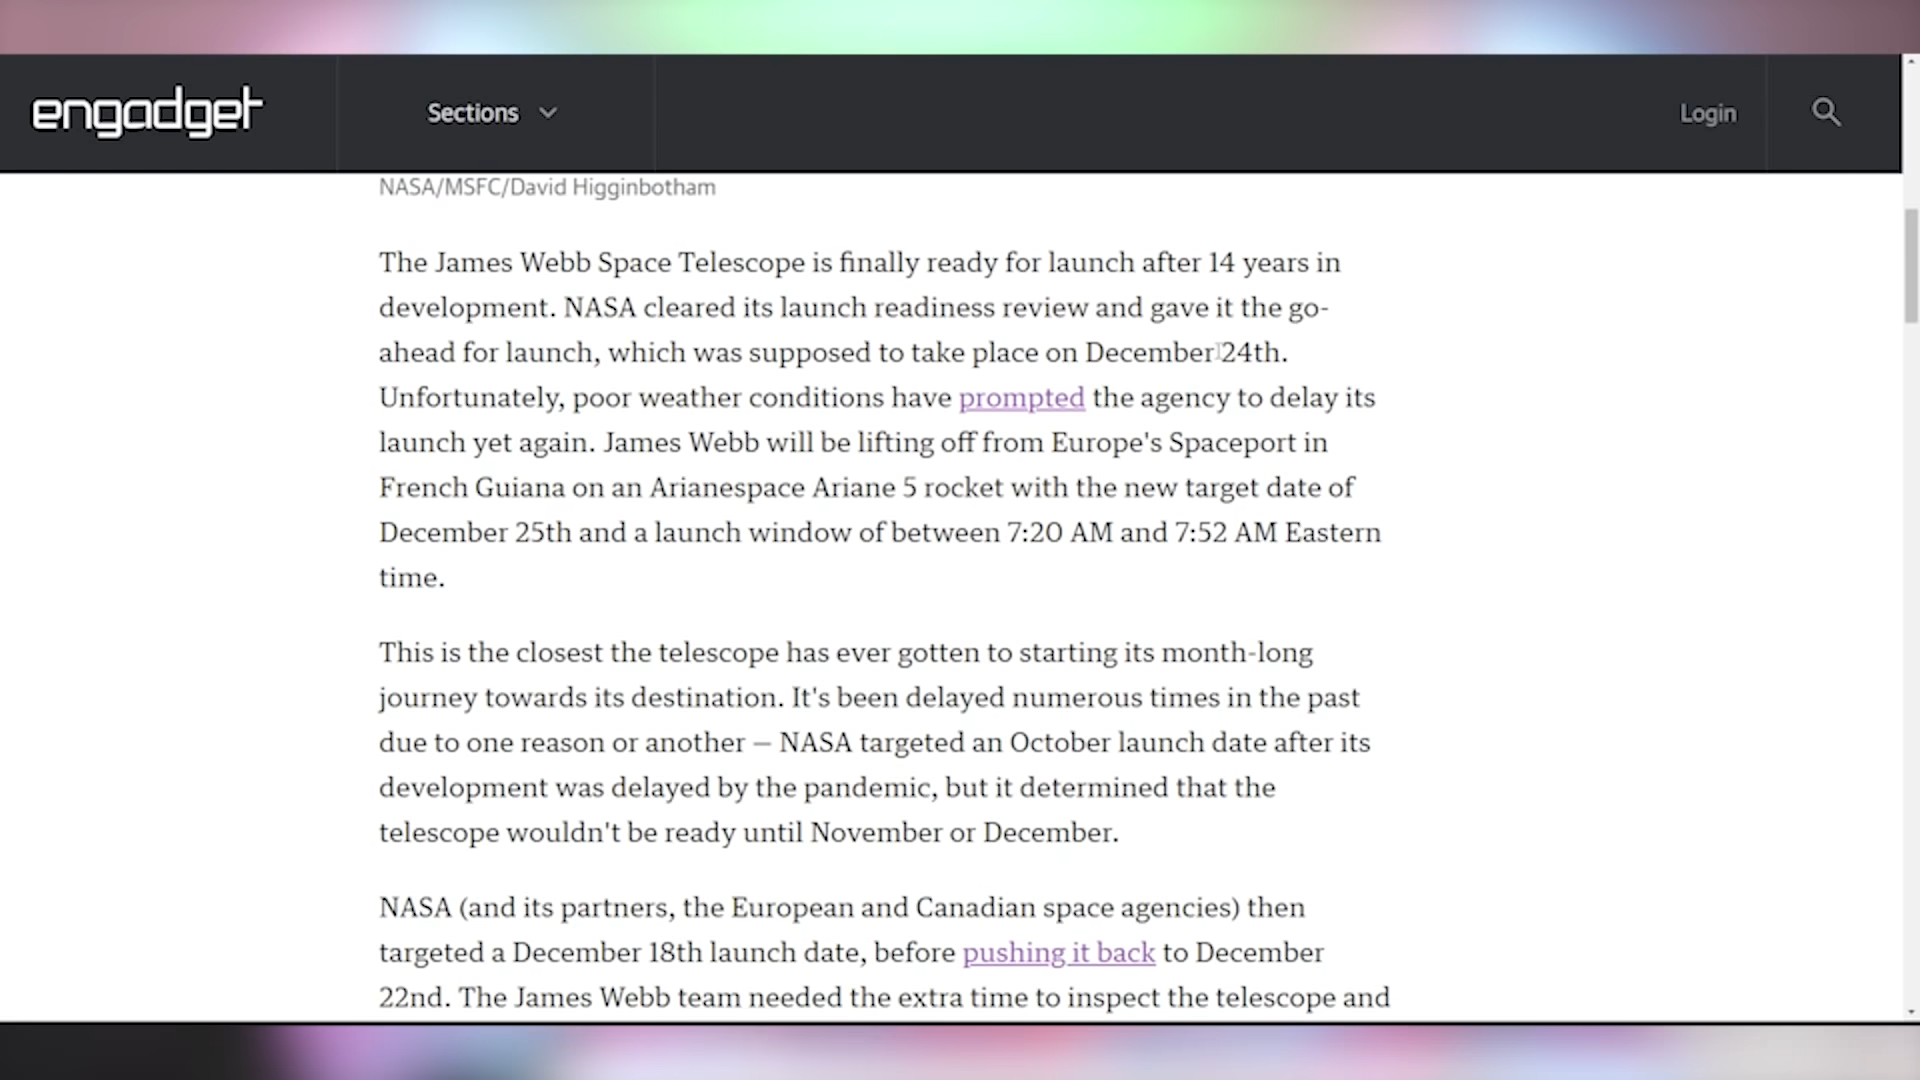 engadget
Sections
Login
NASA/MSFC/David Higginbotham
The James Webb Space Telescope is finally ready for launch after 14 years in
development. NASA cleared its launch readiness review and gave it the go-
ahead for launch, which was supposed to take place on December 24th.
Unfortunately, poor weather conditions have prompted the agency to delay its
launch yet again. James Webb will be lifting off from Europe's Spaceport in
French Guiana on an Arianespace Ariane 5 rocket with the new target date of
December 25th and a launch window of between 7:20 AM and 7:52 AM Eastern
time.
This is the closest the telescope has ever gotten to starting its month-long
journey towards its destination. It's been delayed numerous times in the past
due to one reason or another — NASA targeted an October launch date after its
development was delayed by the pandemic, but it determined that the
telescope wouldn't be ready until November or December.
NASA (and its partners, the European and Canadian space agencies) then
targeted a December 18th launch date, before pushing it back to December
22nd. The James Webb team needed the extra time to inspect the telescope and